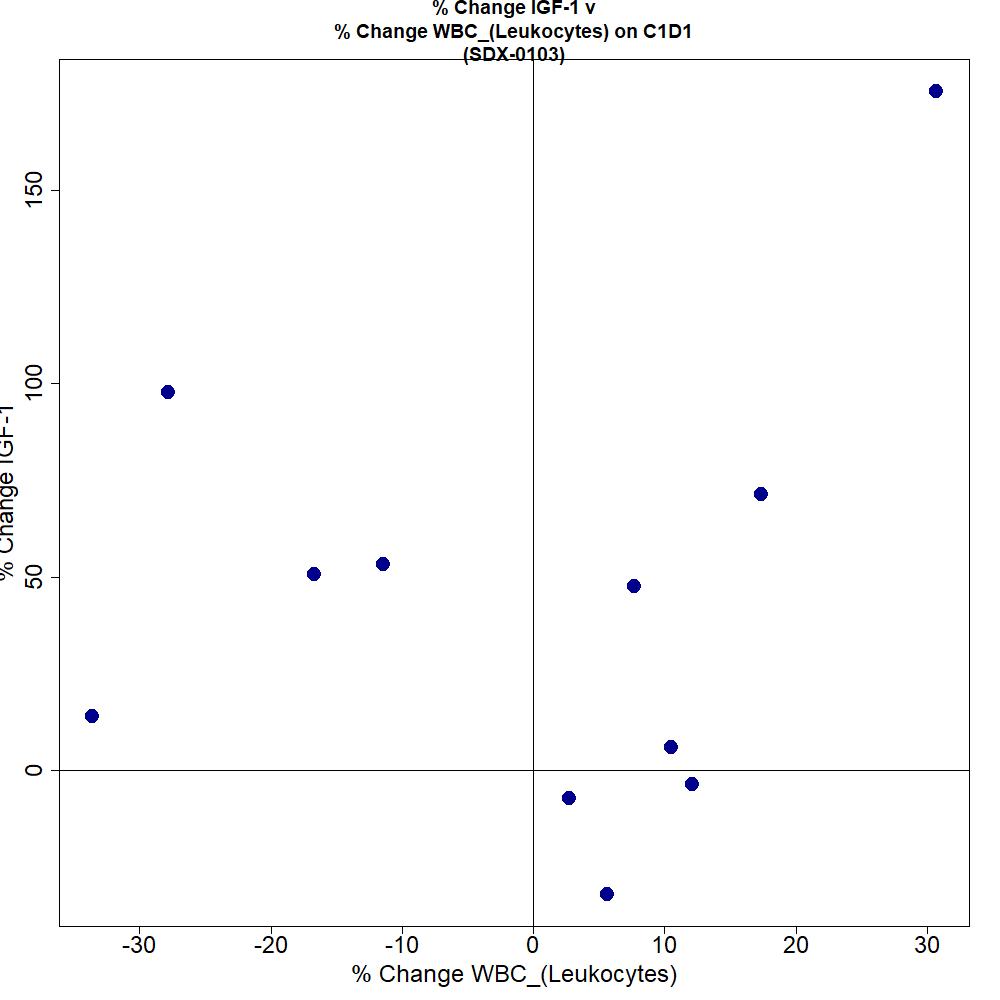 % Change IGF-1 v
% Change WBC_(Leukocytes) on C1D1
(SDX-0103)
150
100
50
0
% Change IGF-1
-30 -20 -10 0 10 20 30
% Change WBC_(Leukocytes)